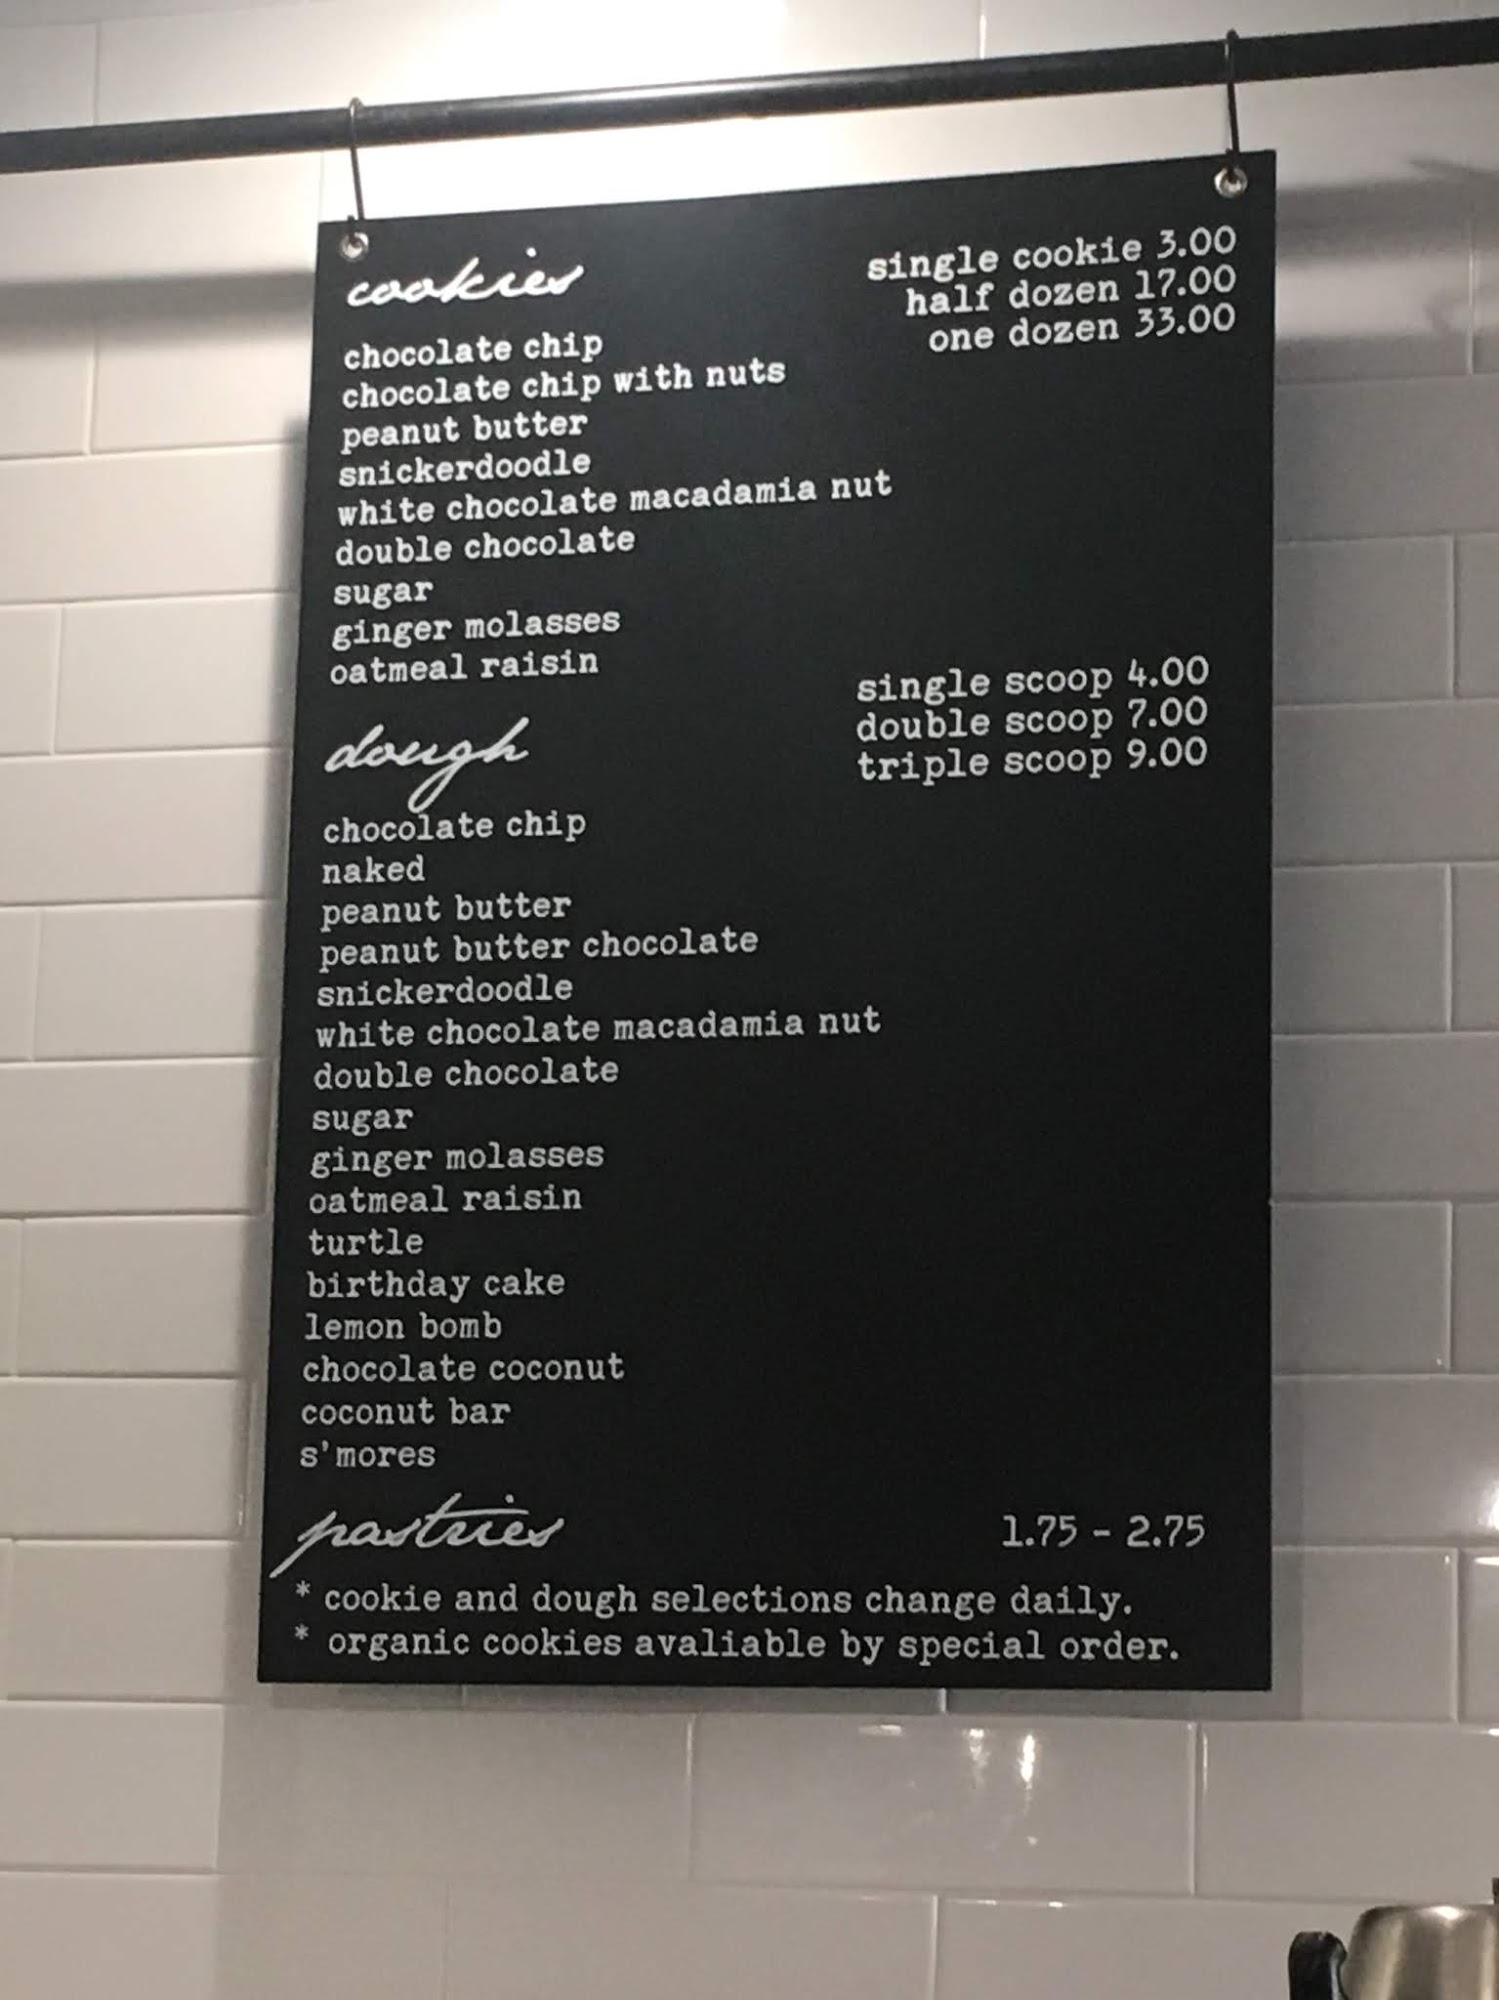 cookies
single cookie 3.00
half dozen 17.00
one dozen 33.00
chocolate chip
chocolate chip with nuts
peanut butter
snickerdoodle
white chocolate macadamia nut
double chocolate
sugar
ginger molasses
oatmeal raisin
dough
single scoop 4.00
double scoop 7.00
triple scoop 9.00
chocolate chip
naked
peanut butter
peanut butter chocolate
snickerdoodle
white chocolate macadamia nut
double chocolate
sugar
ginger molasses
oatmeal raisin
turtle
birthday cake
lemon bomb
chocolate coconut
coconut bar
s'mores
pastries 1.75 - 2.75
* cookie and dough selections change daily.
* organic cookies avaliable by special order.